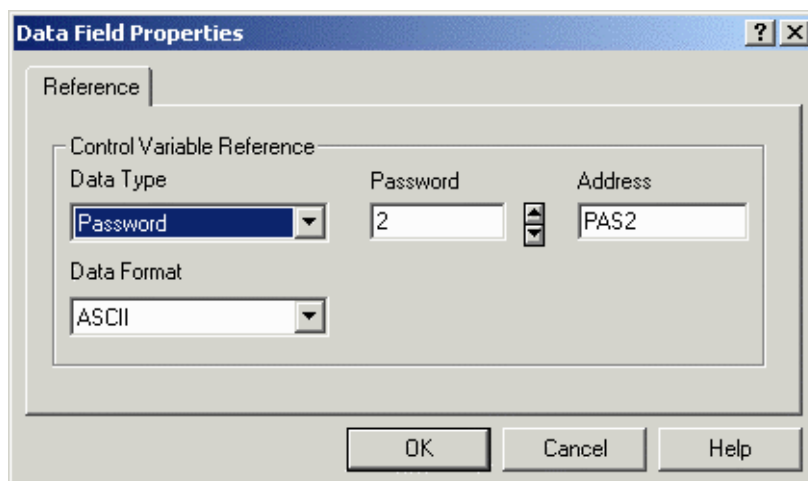 Data Field Properties
Reference
Control Variable Reference
Data Type Password Address
Password 2 PAS2
Data Format
ASCII
OK Cancel Help